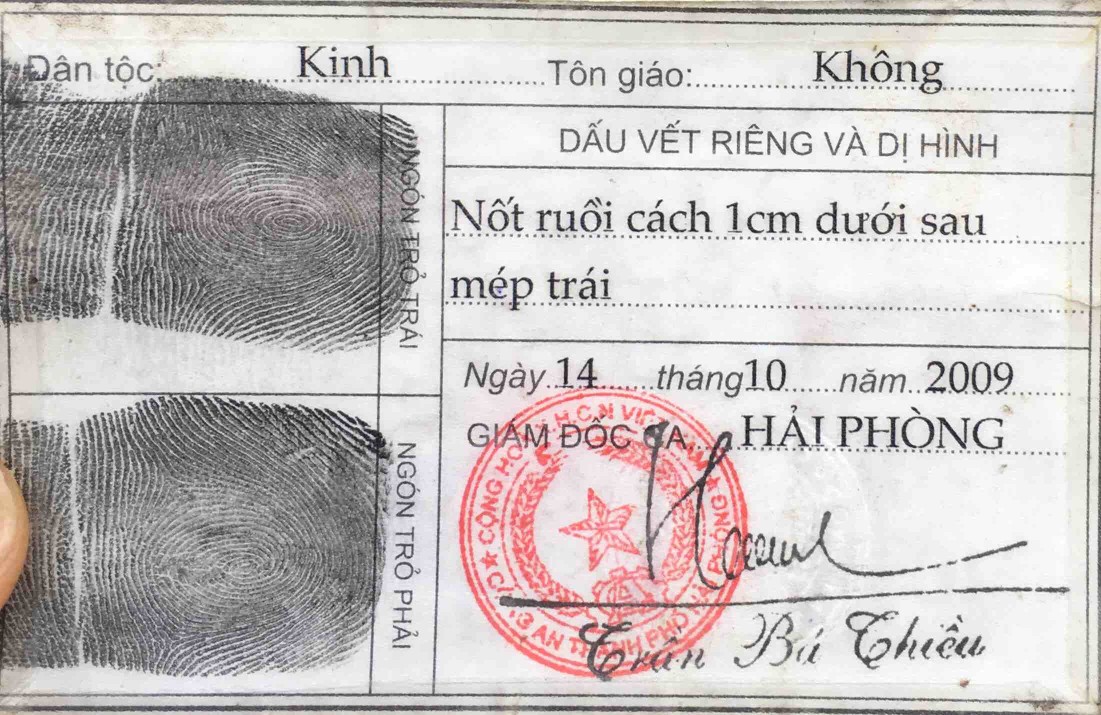 Dân tộc: Kinh Tôn giáo: Không
NGÓN TRỎ TRÁI
DẤU VẾT RIÊNG VÀ DỊ HÌNH
Nốt ruồi cách 1cm dưới sau
mép trái
Ngày 14 tháng 10 năm 2009
GIÁM ĐỐC CA. HẢI PHÒNG
NGÓN TRỎ PHẢI
Trần Bá Thiều